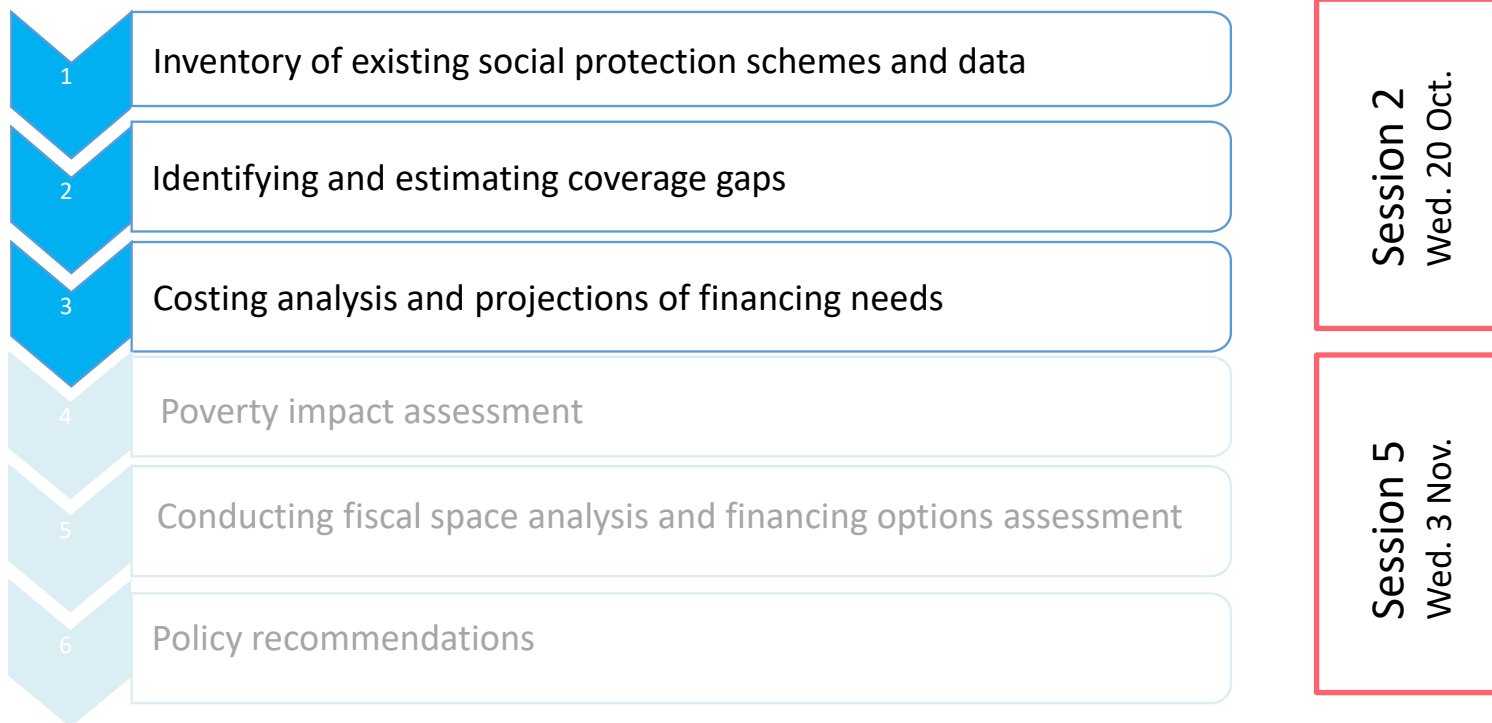 1
Inventory of existing social protection schemes and data
2
Identifying and estimating coverage gaps
3
Costing analysis and projections of financing needs
4
Poverty impact assessment
5
Conducting fiscal space analysis and financing options assessment
6
Policy recommendations
Session 2
Wed. 20 Oct.
Session 5
Wed. 3 Nov.